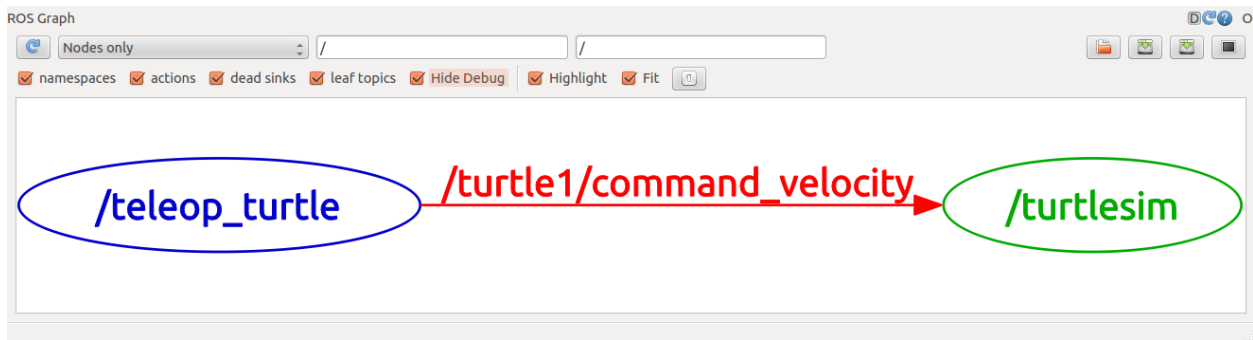 ROS Graph D ? O
Nodes only / /
namespaces actions dead sinks leaf topics Hide Debug Highlight Fit
/teleop_turtle /turtle1/command_velocity /turtlesim